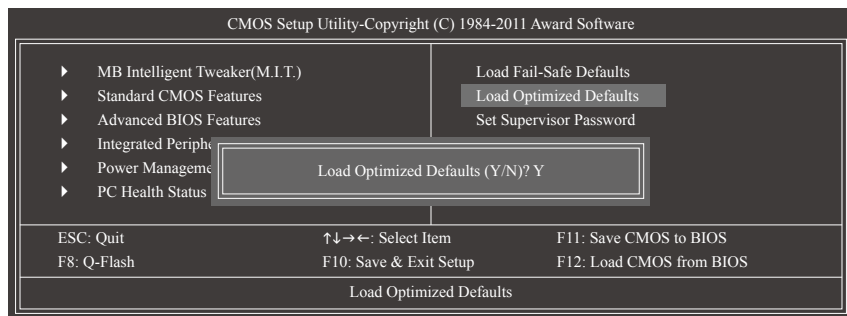 CMOS Setup Utility-Copyright (C) 1984-2011 Award Software
MB Intelligent Tweaker(M.I.T.)
Standard CMOS Features
Advanced BIOS Features
Integrated Periphe
Power Manageme
PC Health Status
Load Fail-Safe Defaults
Load Optimized Defaults
Set Supervisor Password
Load Optimized Defaults (Y/N)? Y
ESC: Quit ↑↓→←: Select Item F11: Save CMOS to BIOS
F8: Q-Flash F10: Save & Exit Setup F12: Load CMOS from BIOS
Load Optimized Defaults